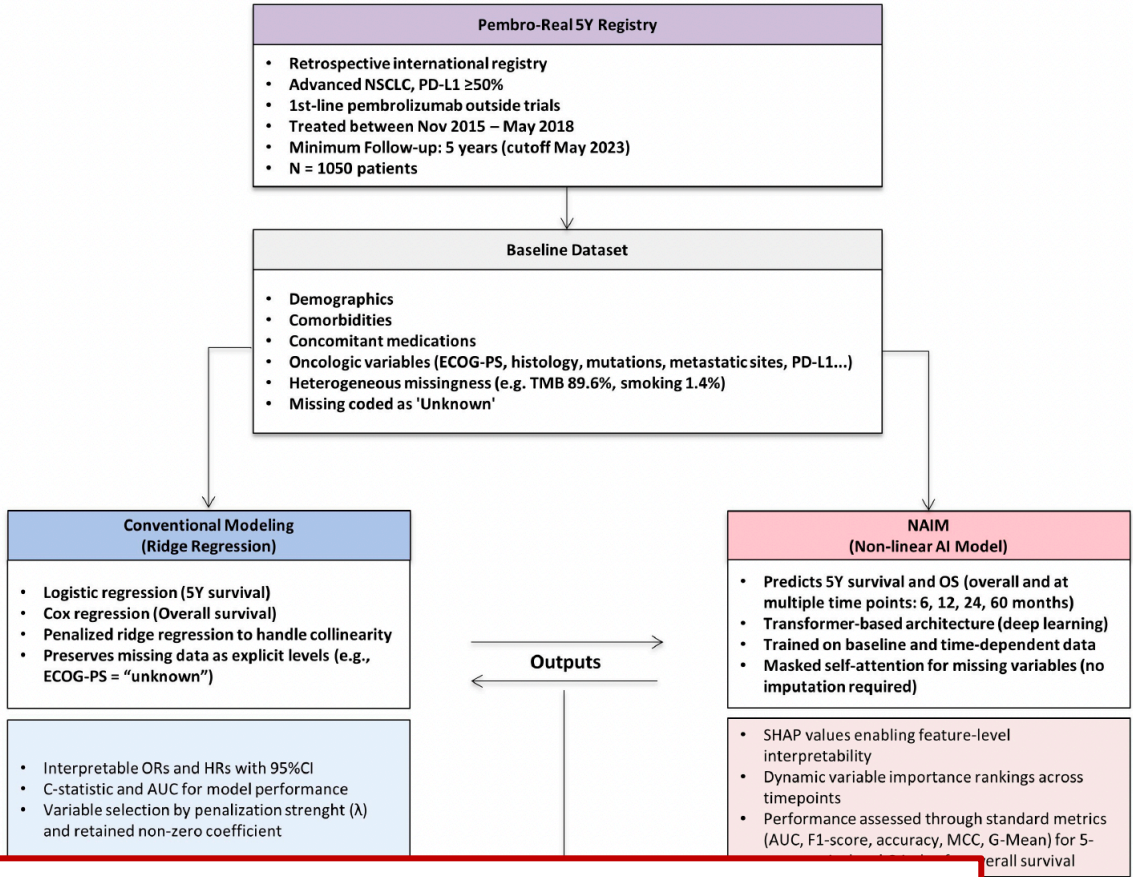 Pembro-Real 5Y Registry
• Retrospective international registry
• Advanced NSCLC, PD-L1 ≥50%
• 1st-line pembrolizumab outside trials
• Treated between Nov 2015 – May 2018
• Minimum Follow-up: 5 years (cutoff May 2023)
• N = 1050 patients
Baseline Dataset
• Demographics
• Comorbidities
• Concomitant medications
• Oncologic variables (ECOG-PS, histology, mutations, metastatic sites, PD-L1...)
• Heterogeneous missingness (e.g. TMB 89.6%, smoking 1.4%)
• Missing coded as 'Unknown'
Conventional Modeling
(Ridge Regression)
• Logistic regression (5Y survival)
• Cox regression (Overall survival)
• Penalized ridge regression to handle collinearity
• Preserves missing data as explicit levels (e.g.,
ECOG-PS = “unknown”)
• Interpretable ORs and HRs with 95%CI
• C-statistic and AUC for model performance
• Variable selection by penalization strenght (λ)
and retained non-zero coefficient
Outputs
NAIM
(Non-linear AI Model)
• Predicts 5Y survival and OS (overall and at
multiple time points: 6, 12, 24, 60 months)
• Transformer-based architecture (deep learning)
• Trained on baseline and time-dependent data
• Masked self-attention for missing variables (no
imputation required)
• SHAP values enabling feature-level
interpretability
• Dynamic variable importance rankings across
timepoints
• Performance assessed through standard metrics
(AUC, F1-score, accuracy, MCC, G-Mean) for 5-
survival